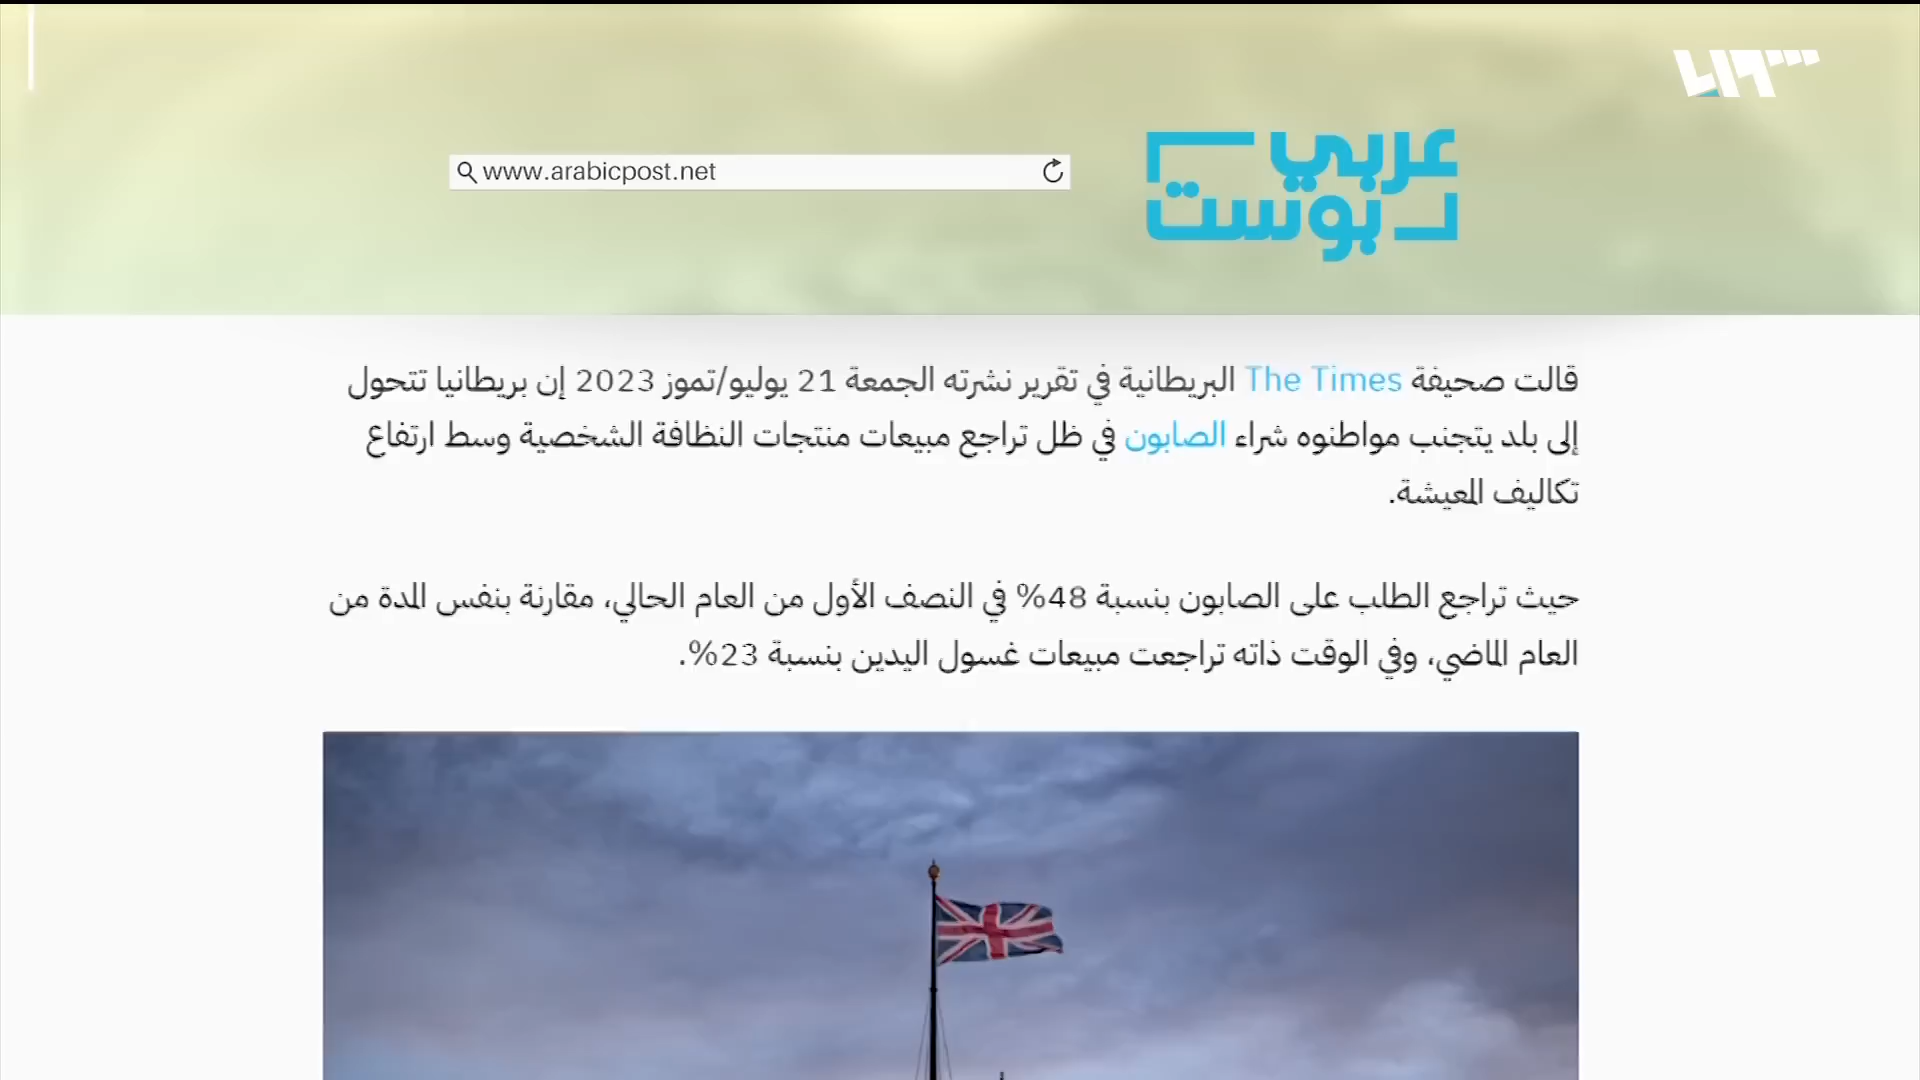 www.arabicpost.net
عربي
بوست
قالت صحيفة The Times البريطانية في تقرير نشرته الجمعة 21 يوليو/تموز 2023 إن بريطانيا تتحول
إلى بلد يتجنب مواطنوه شراء الصابون في ظل تراجع مبيعات منتجات النظافة الشخصية وسط ارتفاع
تكاليف المعيشة.
حيث تراجع الطلب على الصابون بنسبة 48% في النصف الأول من العام الحالي، مقارنة بنفس المدة من
العام الماضي، وفي الوقت ذاته تراجعت مبيعات غسول اليدين بنسبة 23%.